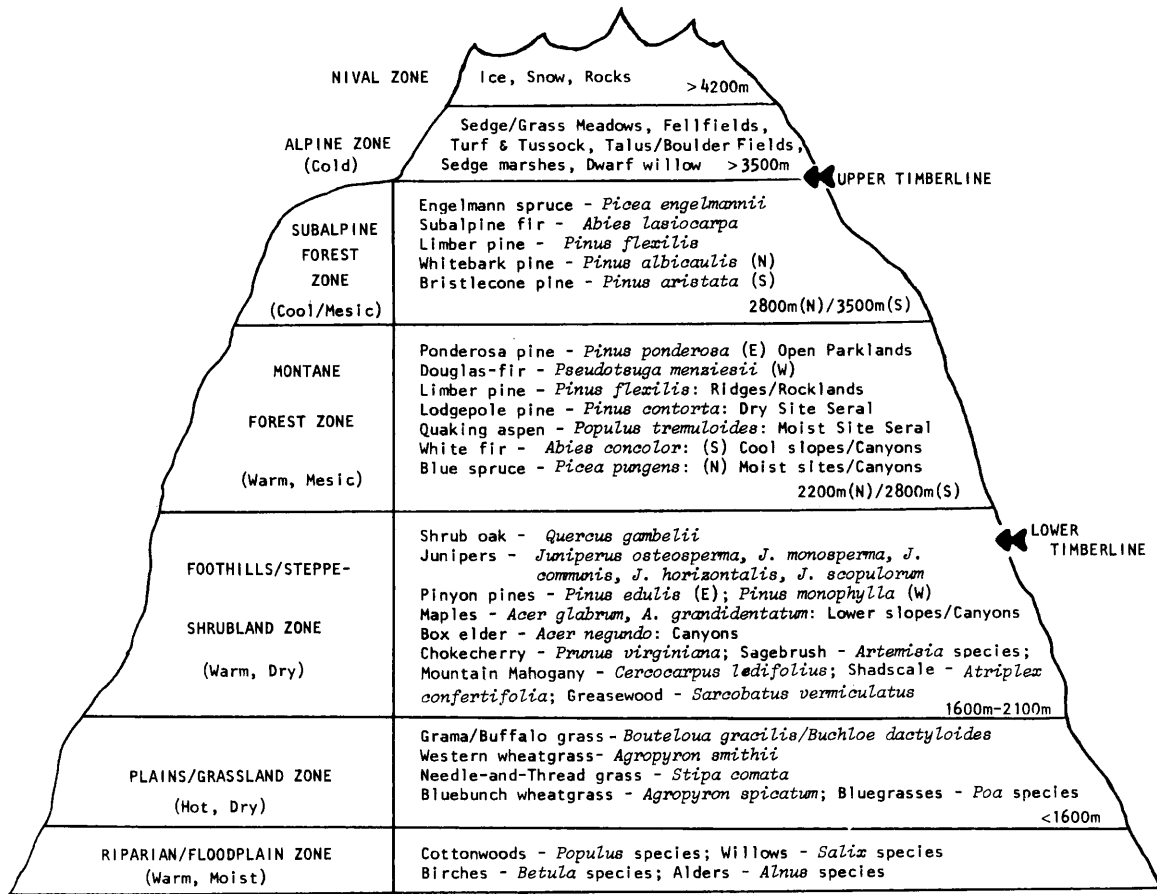 NIVAL ZONE
Ice, Snow, Rocks
>4200m
ALPINE ZONE
(Cold)
Sedge/Grass Meadows, Fellfields,
Turf & Tussock, Talus/Boulder Fields,
Sedge marshes, Dwarf willow >3500m
UPPER TIMBERLINE
SUBALPINE
FOREST
ZONE
(Cool/Mesic)
Engelmann spruce - Picea engelmannii
Subalpine fir - Abies lasiocarpa
Limber pine - Pinus flexilis
Whitebark pine - Pinus albicaulis (N)
Bristlecone pine - Pinus aristata (S)
2800m(N)/3500m(S)
MONTANE
FOREST ZONE
(Warm, Mesic)
Ponderosa pine - Pinus ponderosa (E) Open Parklands
Douglas-fir - Pseudotsuga menziesii (W)
Limber pine - Pinus flexilis: Ridges/Rocklands
Lodgepole pine - Pinus contorta: Dry Site Seral
Quaking aspen - Populus tremuloides: Moist Site Seral
White fir - Abies concolor: (S) Cool slopes/Canyons
Blue spruce - Picea pungens: (N) Moist sites/Canyons
2200m(N)/2800m(S)
LOWER
TIMBERLINE
FOOTHILLS/STEPPE-
SHRUBLAND ZONE
(Warm, Dry)
Shrub oak - Quercus gambelii
Junipers - Juniperus osteosperma, J. monosperma, J.
communis, J. horizontalis, J. scopulorum
Pinyon pines - Pinus edulis (E); Pinus monophylla (W)
Maples - Acer glabrum, A. grandidentatum: Lower slopes/Canyons
Box elder - Acer negundo: Canyons
Chokecherry - Prunus virginiana; Sagebrush - Artemisia species;
Mountain Mahogany - Cercocarpus ledifolius; Shadscale - Atriplex
confertifolia; Greasewood - Sarcobatus vermiculatus
1600m-2100m
PLAINS/GRASSLAND ZONE
(Hot, Dry)
Grama/Buffalo grass - Bouteloua gracilis/Buchloe dactyloides
Western wheatgrass - Agropyron smithii
Needle-and-Thread grass - Stipa comata
Bluebunch wheatgrass - Agropyron spicatum; Bluegrasses - Poa species
<1600m
RIPARIAN/FLOODPLAIN ZONE
(Warm, Moist)
Cottonwoods - Populus species; Willows - Salix species
Birches - Betula species; Alders - Alnus species